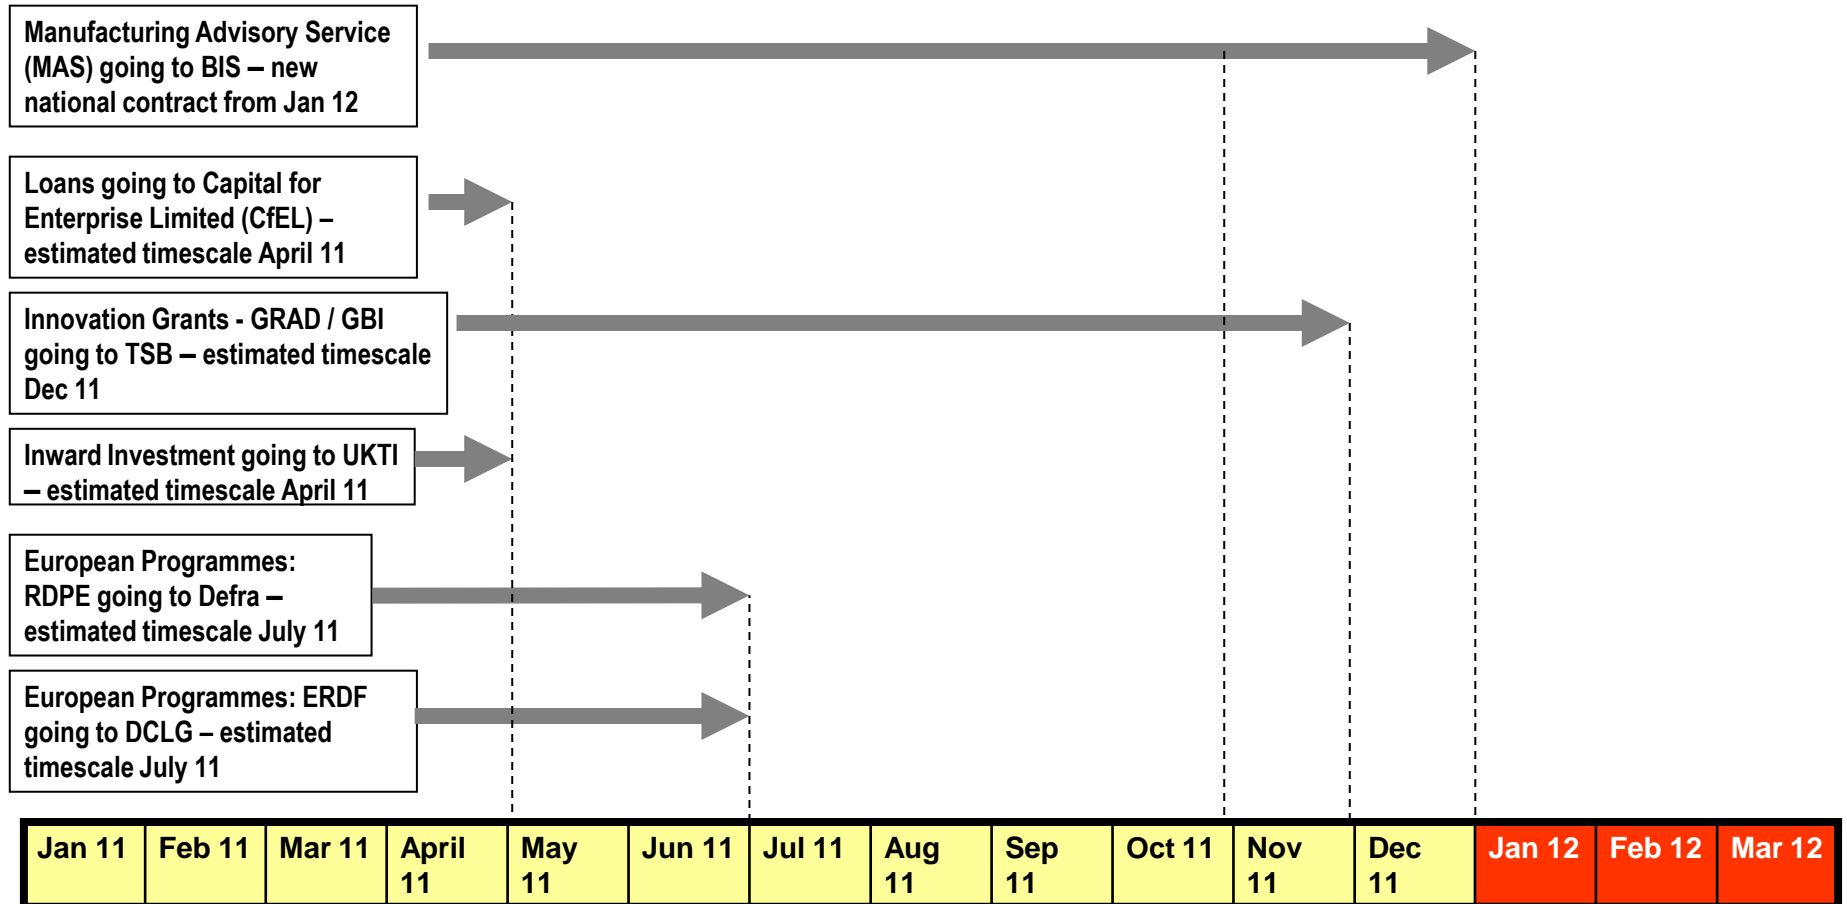 Manufacturing Advisory Service
(MAS) going to BIS – new
national contract from Jan 12
Loans going to Capital for
Enterprise Limited (CfEL) –
estimated timescale April 11
Innovation Grants - GRAD / GBI
going to TSB – estimated timescale
Dec 11
Inward Investment going to UKTI
– estimated timescale April 11
European Programmes:
RDPE going to Defra –
estimated timescale July 11
European Programmes: ERDF
going to DCLG – estimated
timescale July 11
Jan 11
Feb 11
Mar 11
April
11
May
11
Jun 11
Jul 11
Aug
11
Sep
11
Oct 11
Nov
11
Dec
11
Jan 12
Feb 12
Mar 12